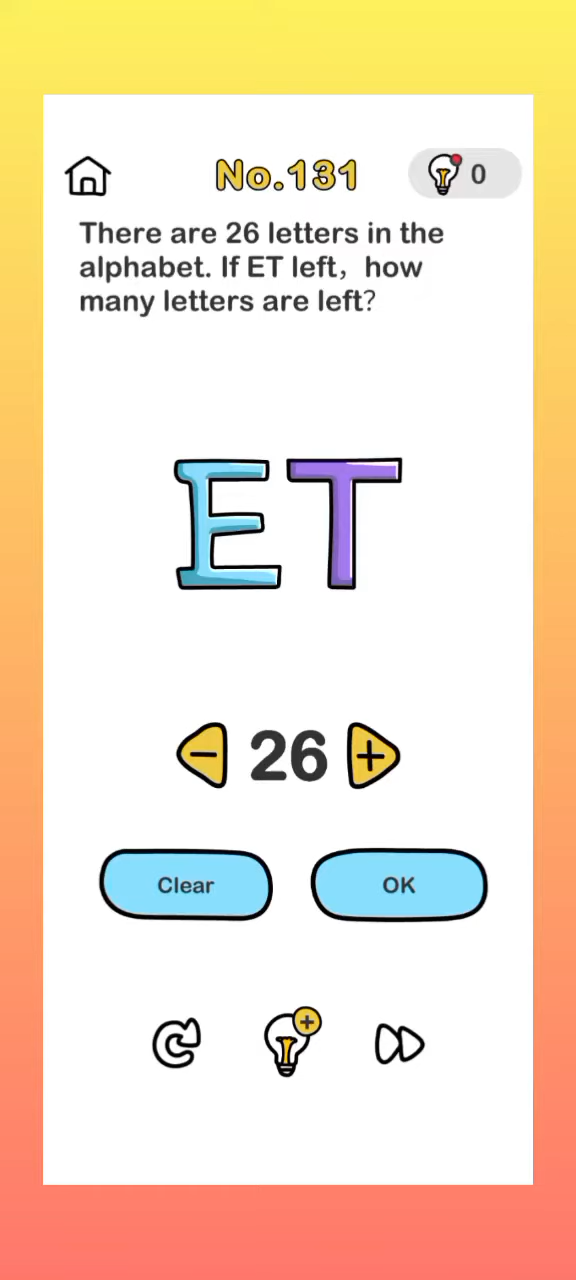 No.131
0
There are 26 letters in the
alphabet. If ET left，how
many letters are left？
ET
− 26 +
Clear
OK
+